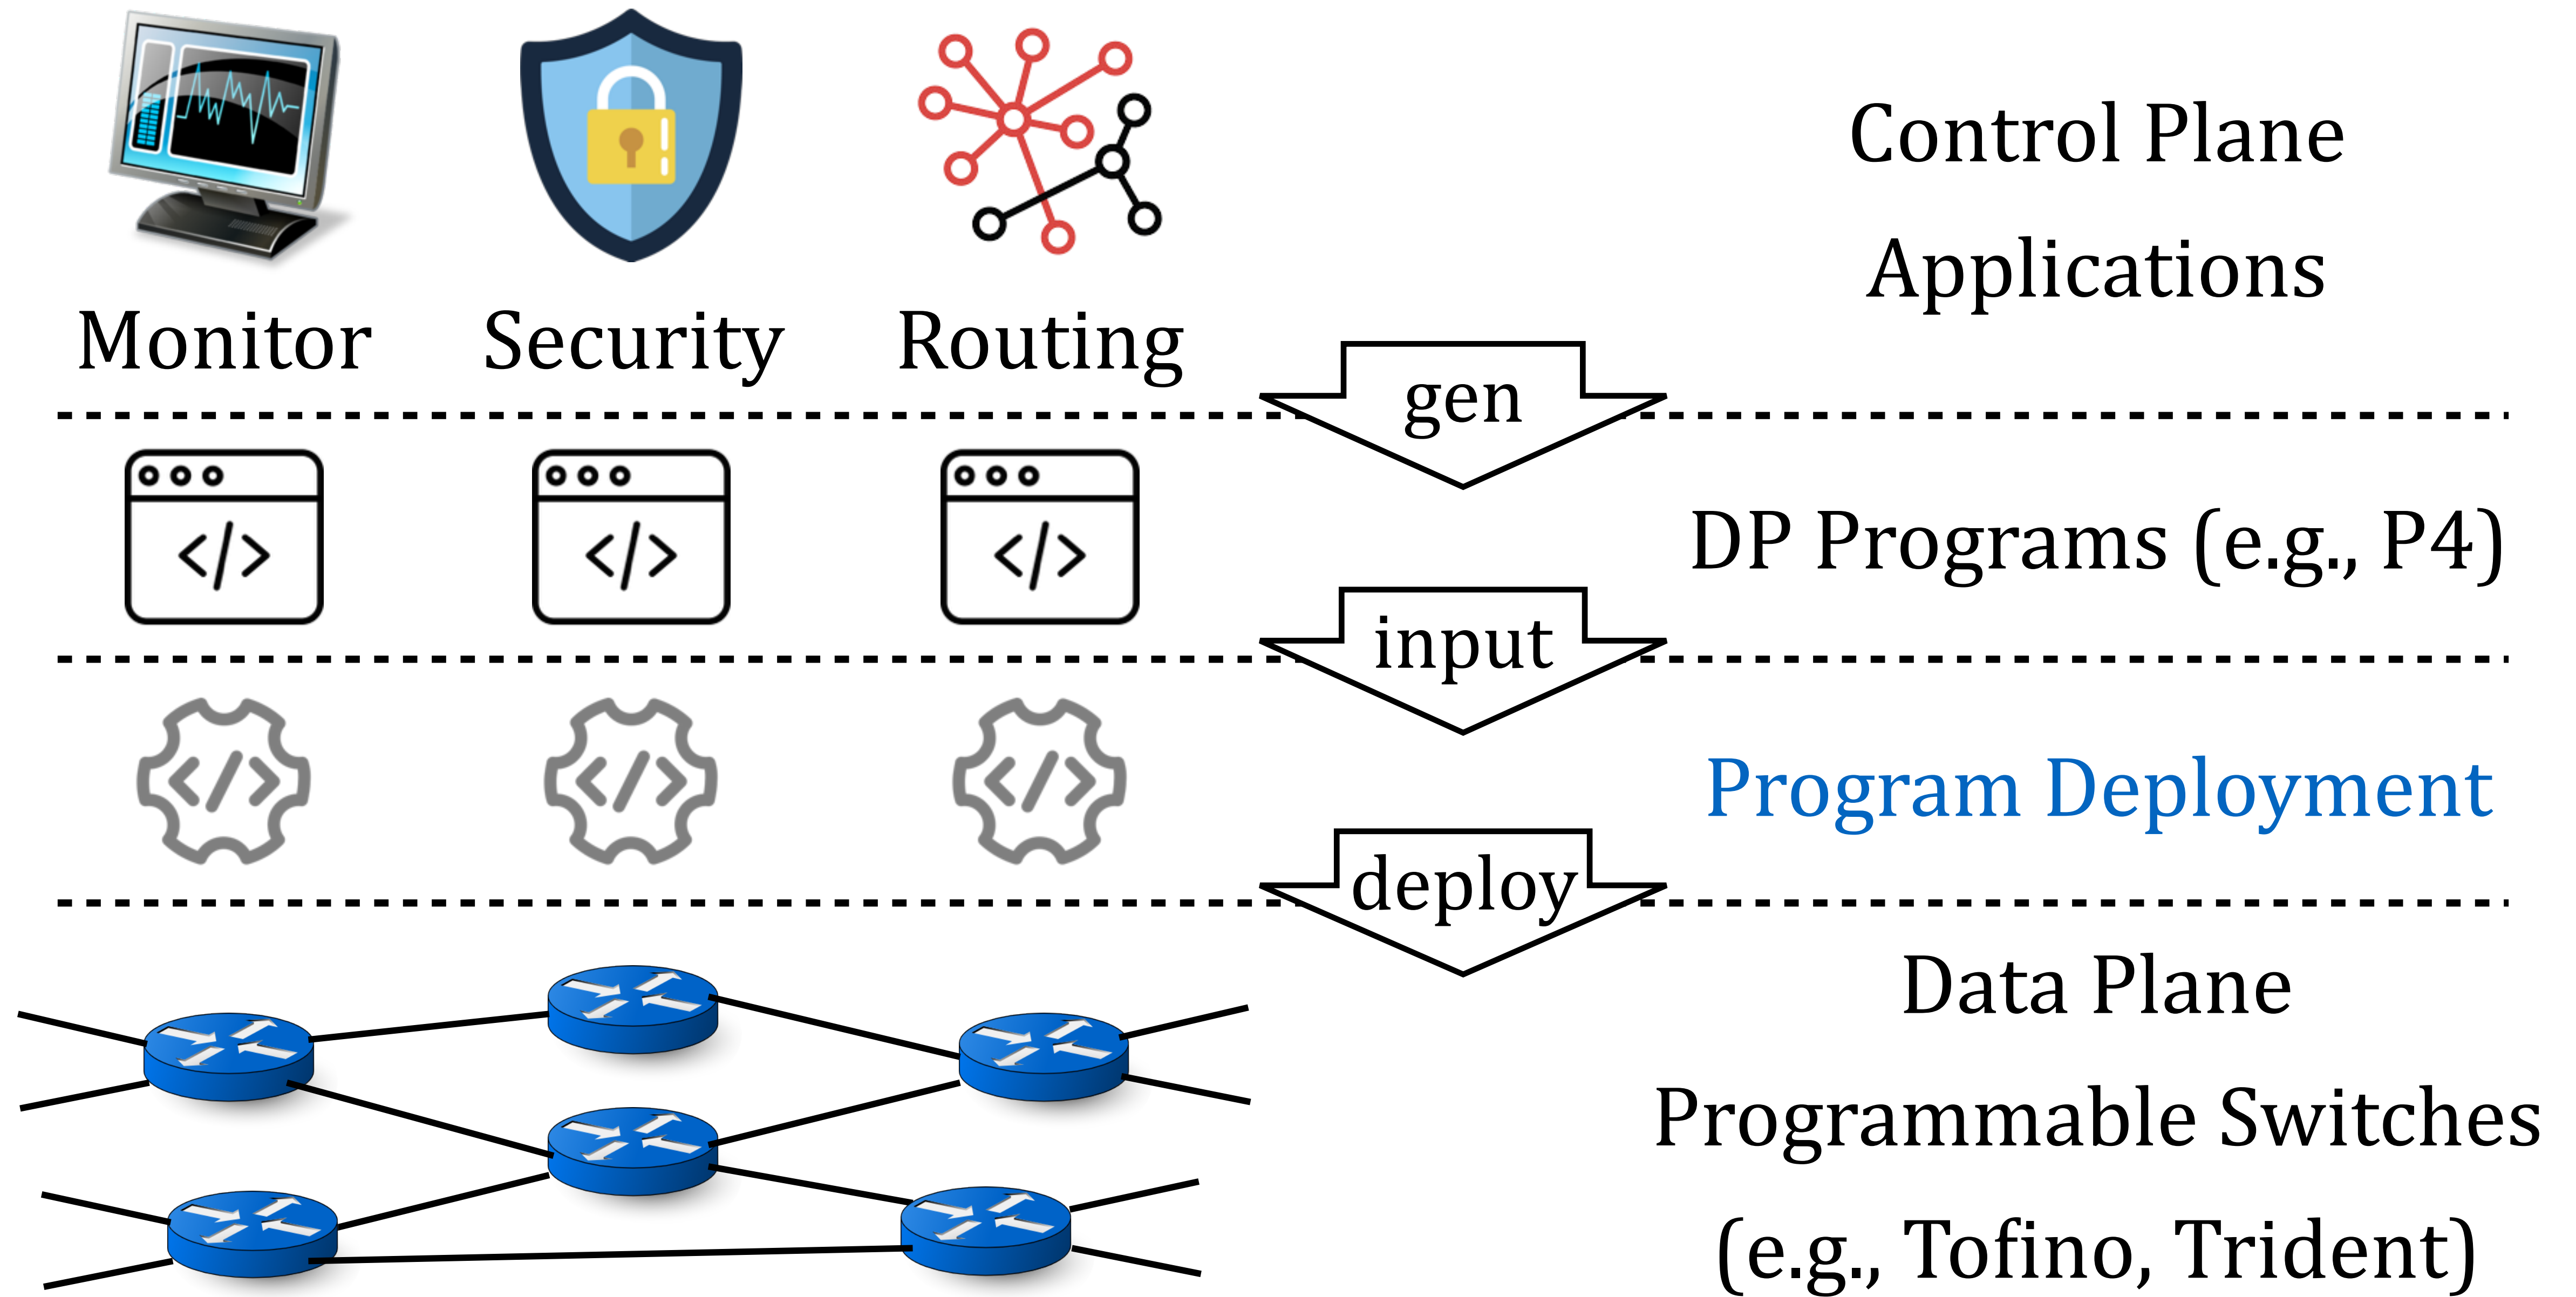 Control Plane
Applications
Monitor
Security
Routing
gen
</>
</>
</>
DP Programs (e.g., P4)
input
</>
</>
</>
Program Deployment
deploy
Data Plane
Programmable Switches
(e.g., Tofino, Trident)